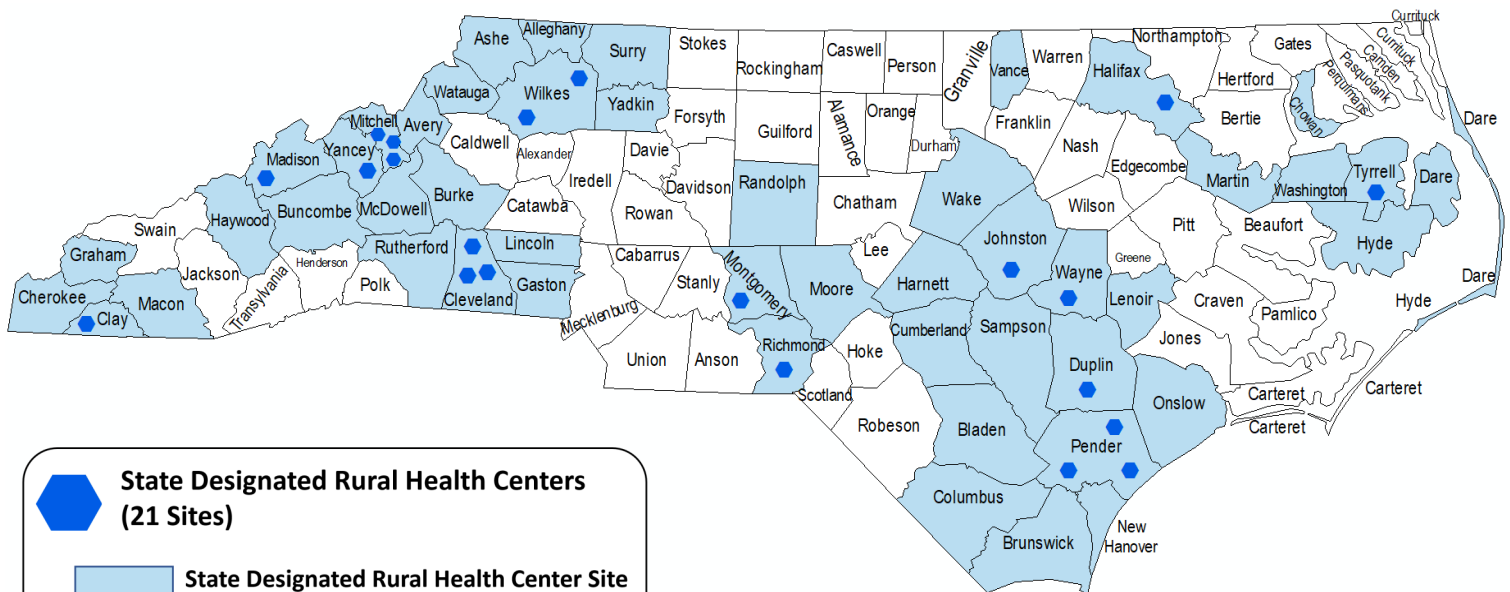 Currituck
Ashe
Alleghany
Surry
Stokes
Rockingham
Caswell
Person
Granville
Vance
Warren
Northampton
Halifax
Gates
Hertford
Currituck
Camden
Pasquolank
Perquimans
Chowan
Bertie
Dare
Watauga
Wilkes
Yadkin
Forsyth
Guilford
Alamance
Orange
Durham
Franklin
Nash
Edgecombe
Martin
Washington
Tyrrell
Dare
Mitchell
Avery
Caldwell
Alexander
Davie
Iredell
Davidson
Randolph
Chatham
Wake
Wilson
Pitt
Beaufort
Hyde
Madison
Yancey
Burke
Catawba
Rowan
Haywood
Buncombe
McDowell
Swain
Graham
Jackson
Henderson
Rutherford
Lincoln
Cabarrus
Stanly
Montgomery
Moore
Lee
Harnett
Johnston
Wayne
Greene
Lenoir
Craven
Pamlico
Hyde
Dare
Cherokee
Clay
Macon
Transylvania
Polk
Cleveland
Gaston
Mecklenburg
Union
Anson
Richmond
Hoke
Scotland
Cumberland
Sampson
Duplin
Jones
Onslow
Carteret
Carteret
Carteret
Robeson
Bladen
Pender
Columbus
Brunswick
New
Hanover
State Designated Rural Health Centers
(21 Sites)
State Designated Rural Health Center Site